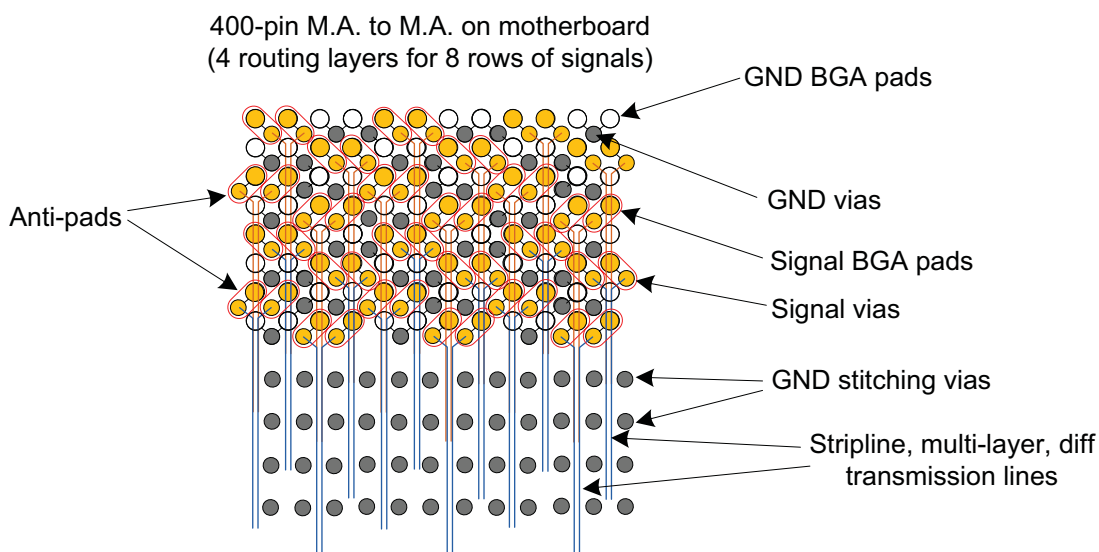 400-pin M.A. to M.A. on motherboard
(4 routing layers for 8 rows of signals)
GND BGA pads
GND vias
Anti-pads
Signal BGA pads
Signal vias
GND stitching vias
Stripline, multi-layer, diff
transmission lines